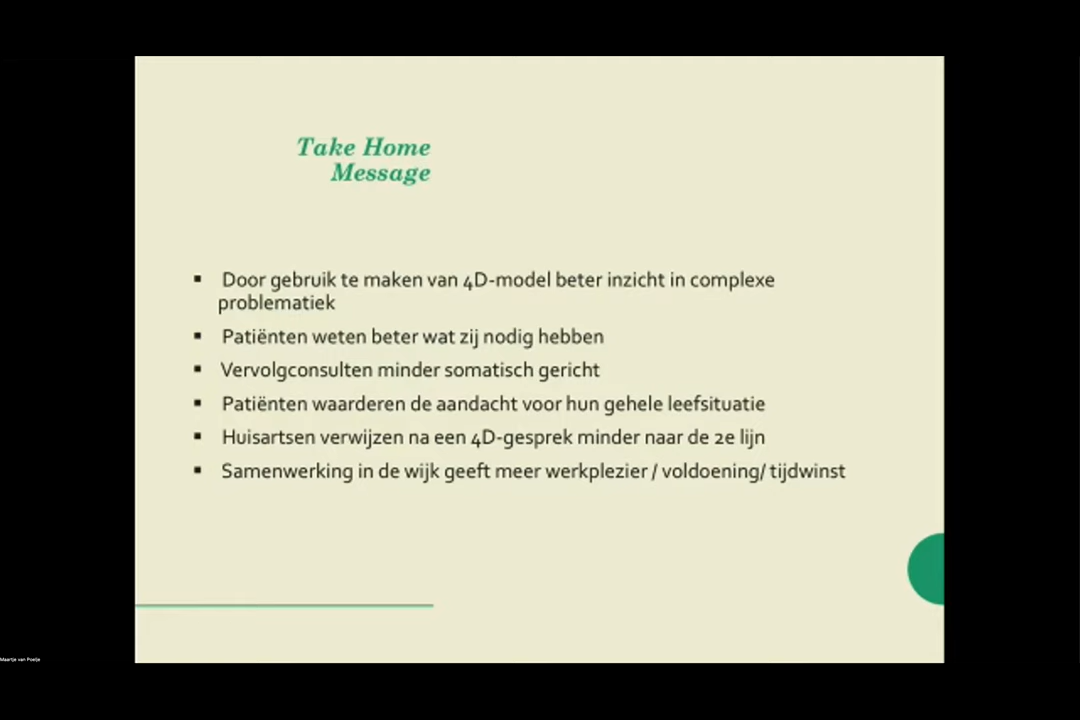 Take Home
Message
▪ Door gebruik te maken van 4D-model beter inzicht in complexe
problematiek
▪ Patiënten weten beter wat zij nodig hebben
▪ Vervolgconsulten minder somatisch gericht
▪ Patiënten waarderen de aandacht voor hun gehele leefsituatie
▪ Huisartsen verwijzen na een 4D-gesprek minder naar de 2e lijn
▪ Samenwerking in de wijk geeft meer werkplezier / voldoening/ tijdwinst
Maartje van